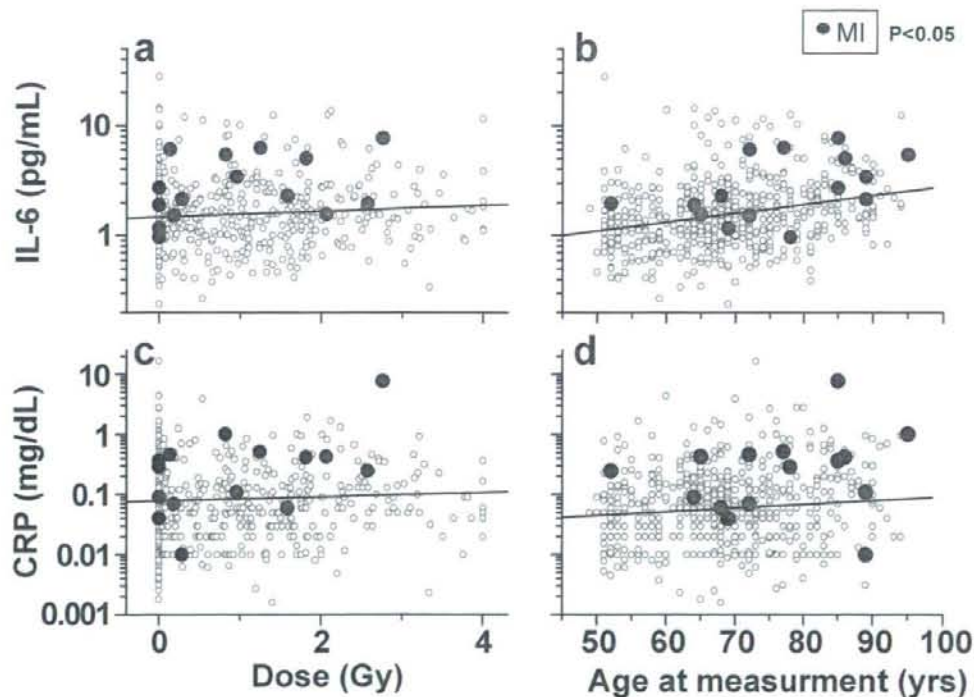 a
b
MI
P<0.05
IL-6 (pg/mL)
10
1
c
d
CRP (mg/dL)
10
1
0.1
0.01
0.001
0
2
4
Dose (Gy)
50
60
70
80
90
100
Age at measurment (yrs)